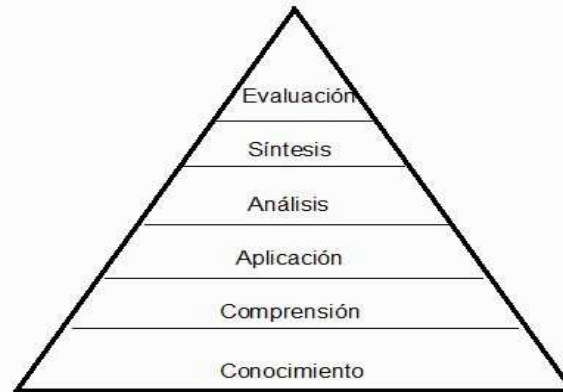 Evaluación
Síntesis
Análisis
Aplicación
Comprensión
Conocimiento